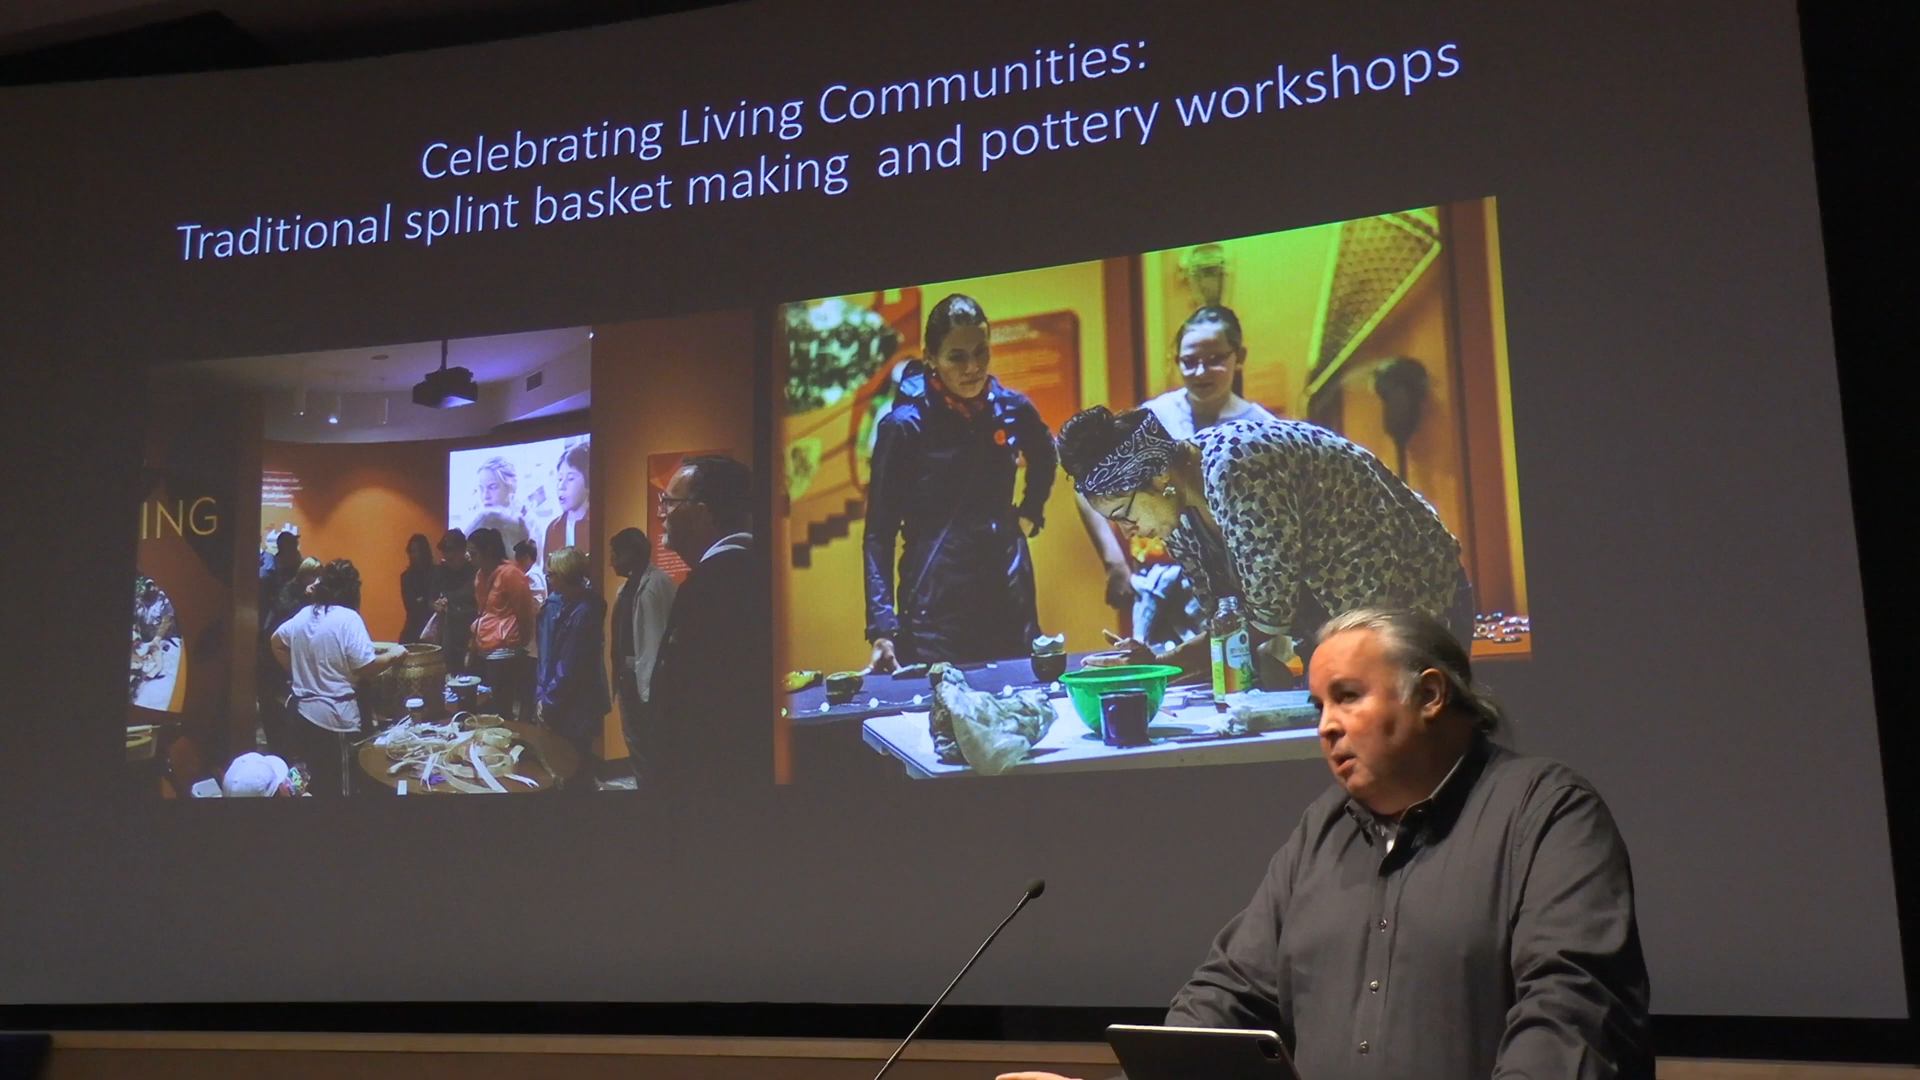 Celebrating Living Communities:
Traditional splint basket making and pottery workshops
ING